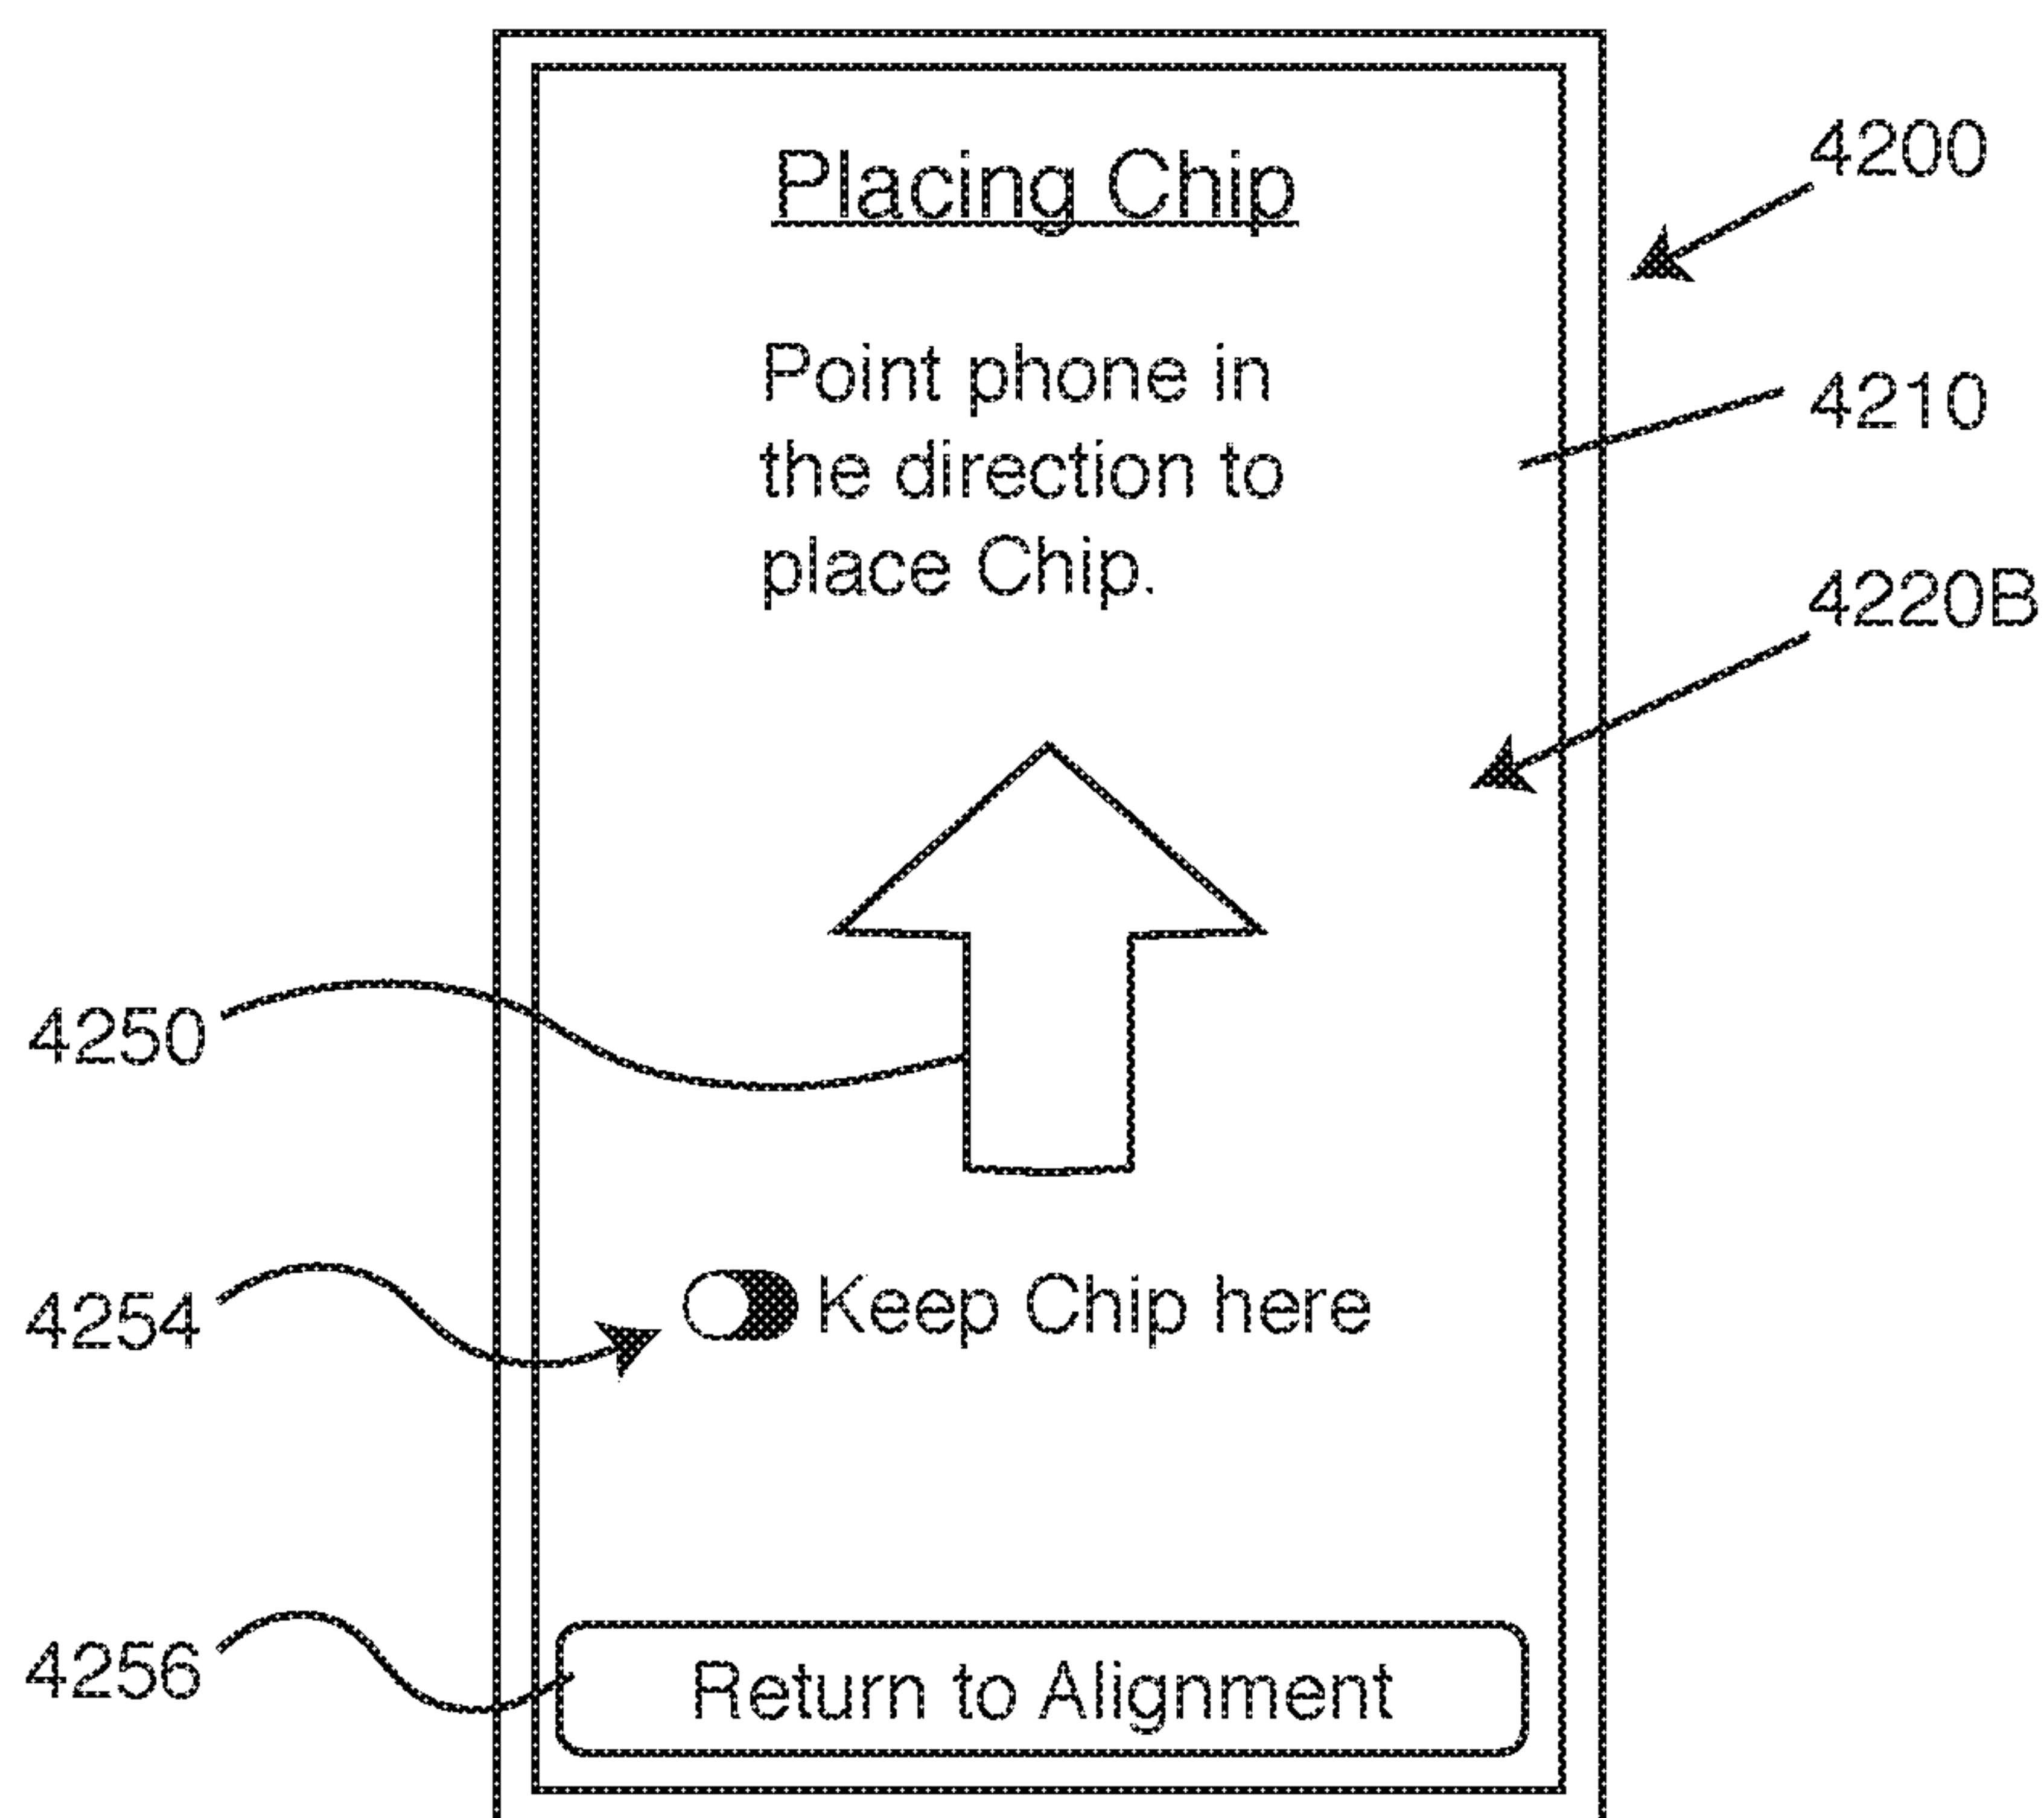 Placing Chip
4200
Point phone in
4210
the direction to
place Chip.
4220B
4250
4254
Keep Chip here
4256
Return to Alignment